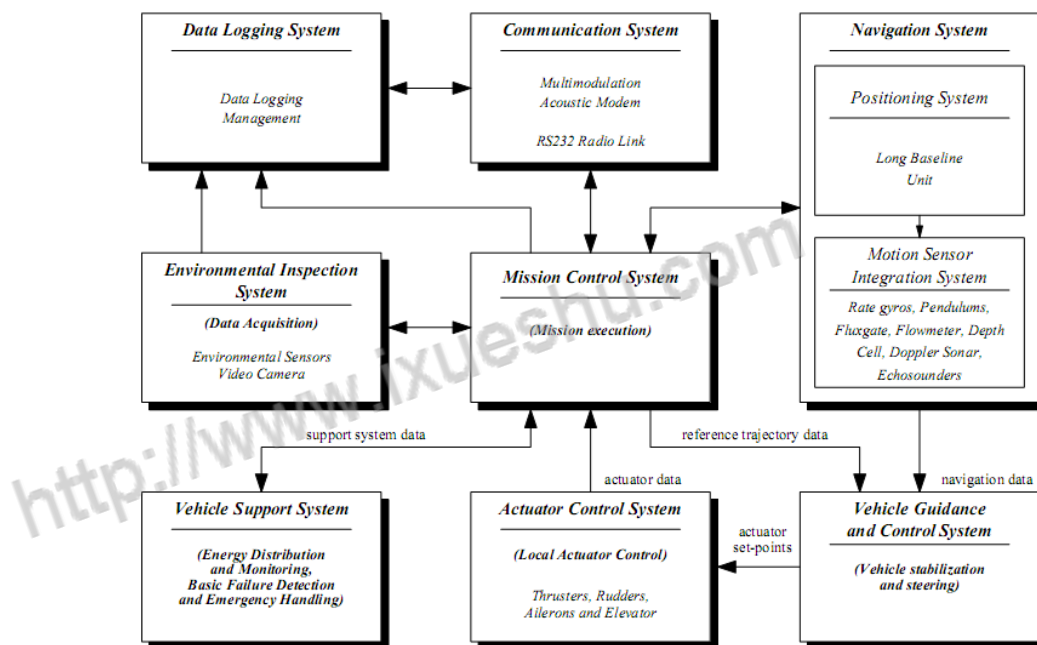 Data Logging System
Data Logging
Management
Communication System
Multimodulation
Acoustic Modem
RS232 Radio Link
Navigation System
Positioning System
Long Baseline
Unit
Motion Sensor
Integration System
Rate gyros, Pendulums,
Fluxgate, Flowmeter, Depth
Cell, Doppler Sonar,
Echosounders
Environmental Inspection
System
(Data Acquisition)
Environmental Sensors
Video Camera
Mission Control System
(Mission execution)
support system data
reference trajectory data
actuator data
navigation data
Vehicle Support System
(Energy Distribution
and Monitoring,
Basic Failure Detection
and Emergency Handling)
Actuator Control System
(Local Actuator Control)
Thrusters, Rudders,
Ailerons and Elevator
actuator
set-points
Vehicle Guidance
and Control System
(Vehicle stabilization
and steering)
http://www.ixueshu.com